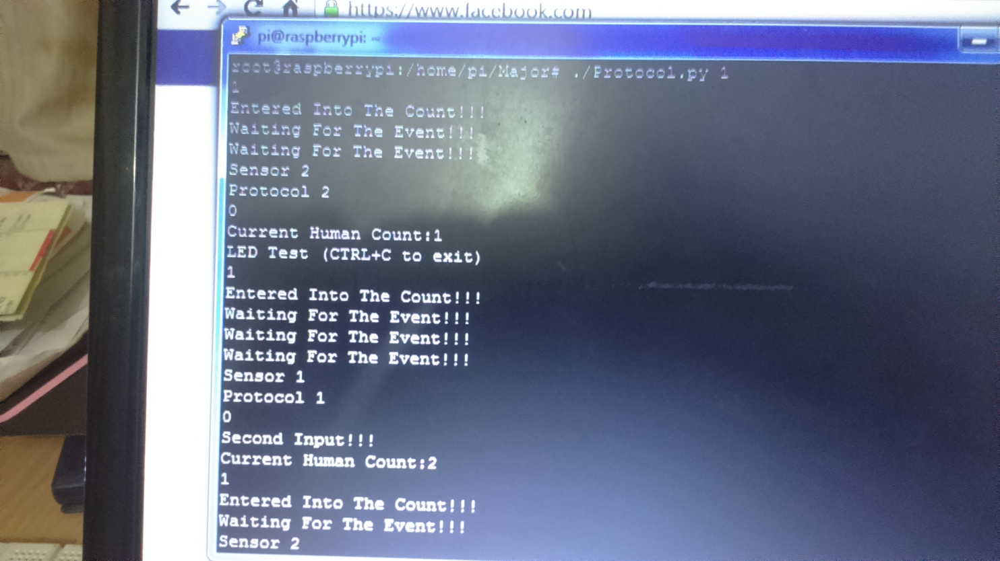 https://www.facebook.com
pi@raspberrypi: ~
root@raspberrypi:/home/pi/Major# ./Protocol.py 1
1
Entered Into The Count!!!
Waiting For The Event!!!
Waiting For The Event!!!
Sensor 2
Protocol 2
0
Current Human Count:1
LED Test (CTRL+C to exit)
1
Entered Into The Count!!!
Waiting For The Event!!!
Waiting For The Event!!!
Waiting For The Event!!!
Sensor 1
Protocol 1
0
Second Input!!!
Current Human Count:2
1
Entered Into The Count!!!
Waiting For The Event!!!
Sensor 2